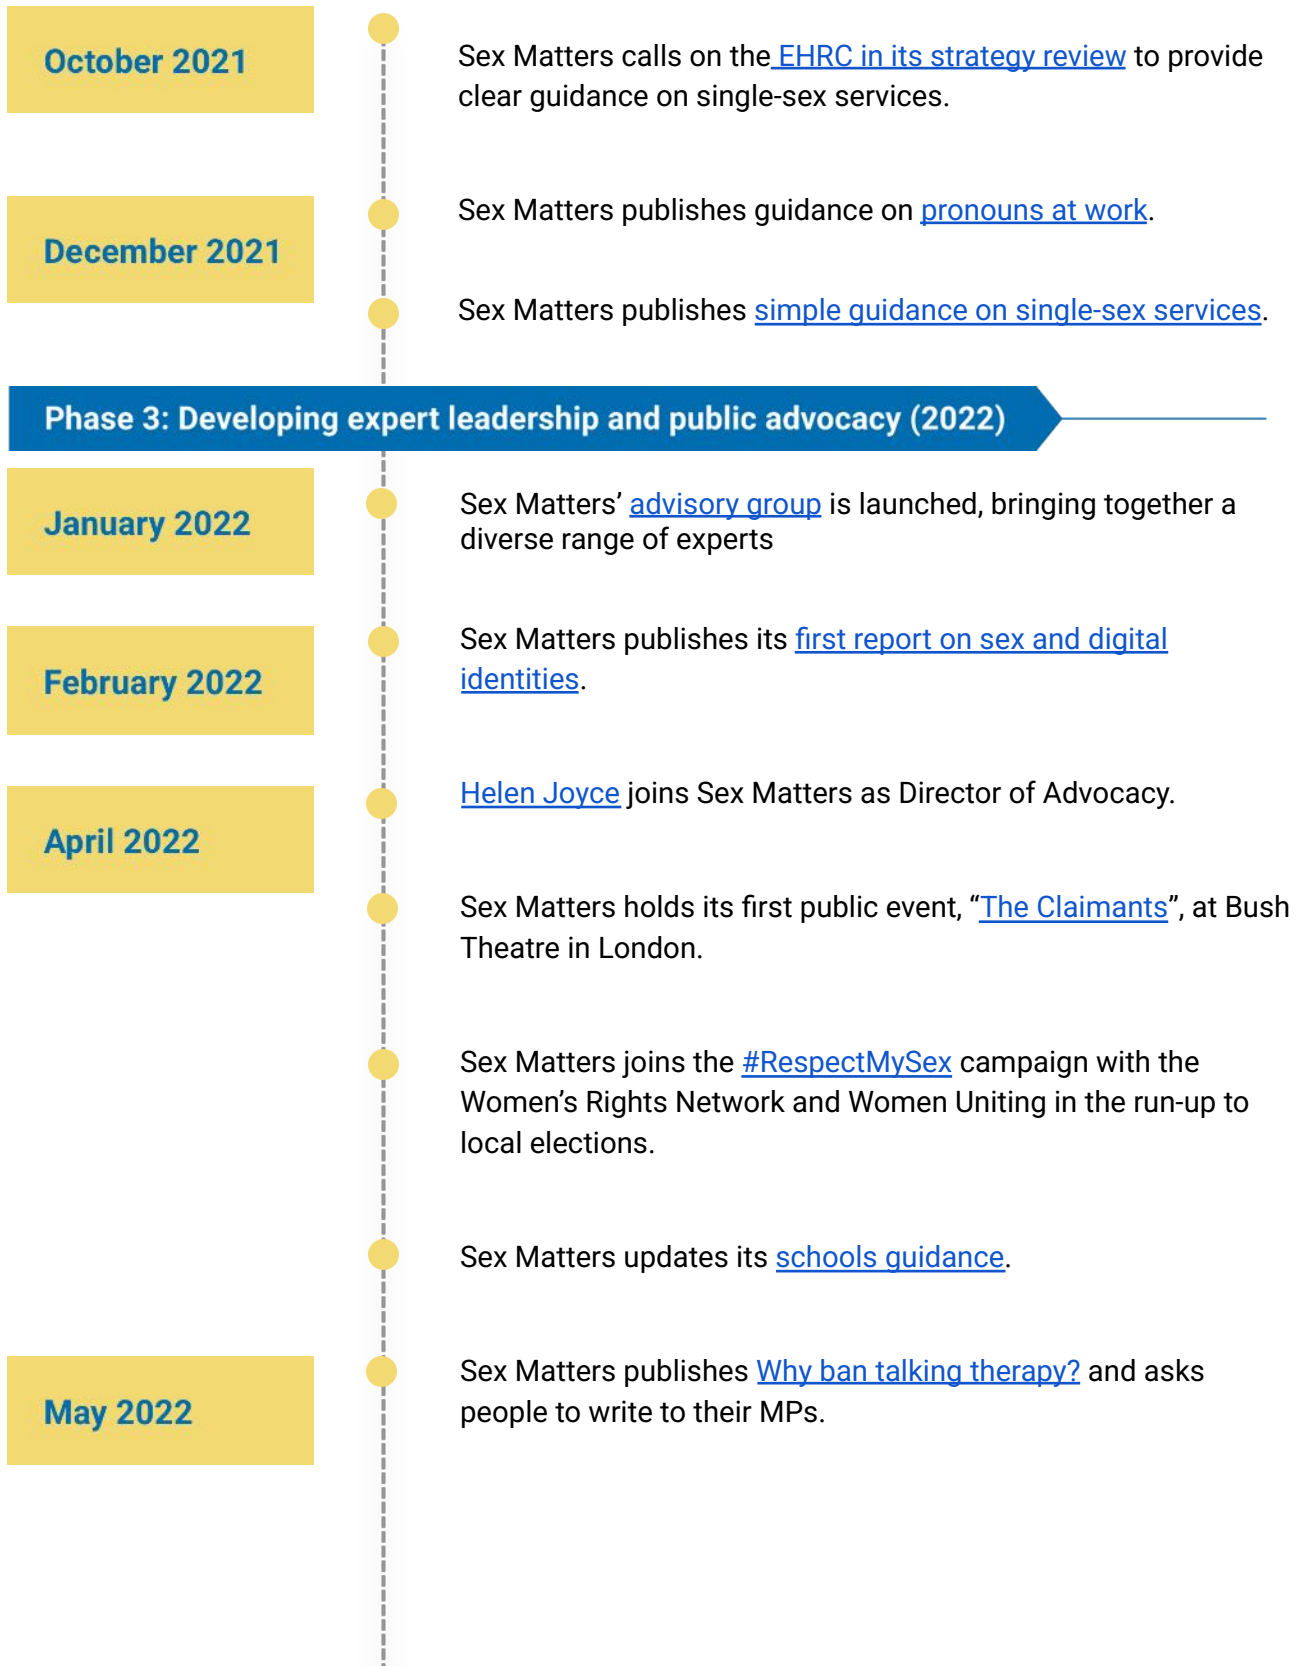 October 2021
Sex Matters calls on the EHRC in its strategy review to provide
clear guidance on single-sex services.
December 2021
Sex Matters publishes guidance on pronouns at work.
Sex Matters publishes simple guidance on single-sex services.
Phase 3: Developing expert leadership and public advocacy (2022)
January 2022
Sex Matters’ advisory group is launched, bringing together a
diverse range of experts
February 2022
Sex Matters publishes its first report on sex and digital
identities.
April 2022
Helen Joyce joins Sex Matters as Director of Advocacy.
Sex Matters holds its first public event, “The Claimants”, at Bush
Theatre in London.
Sex Matters joins the #RespectMySex campaign with the
Women’s Rights Network and Women Uniting in the run-up to
local elections.
Sex Matters updates its schools guidance.
May 2022
Sex Matters publishes Why ban talking therapy? and asks
people to write to their MPs.